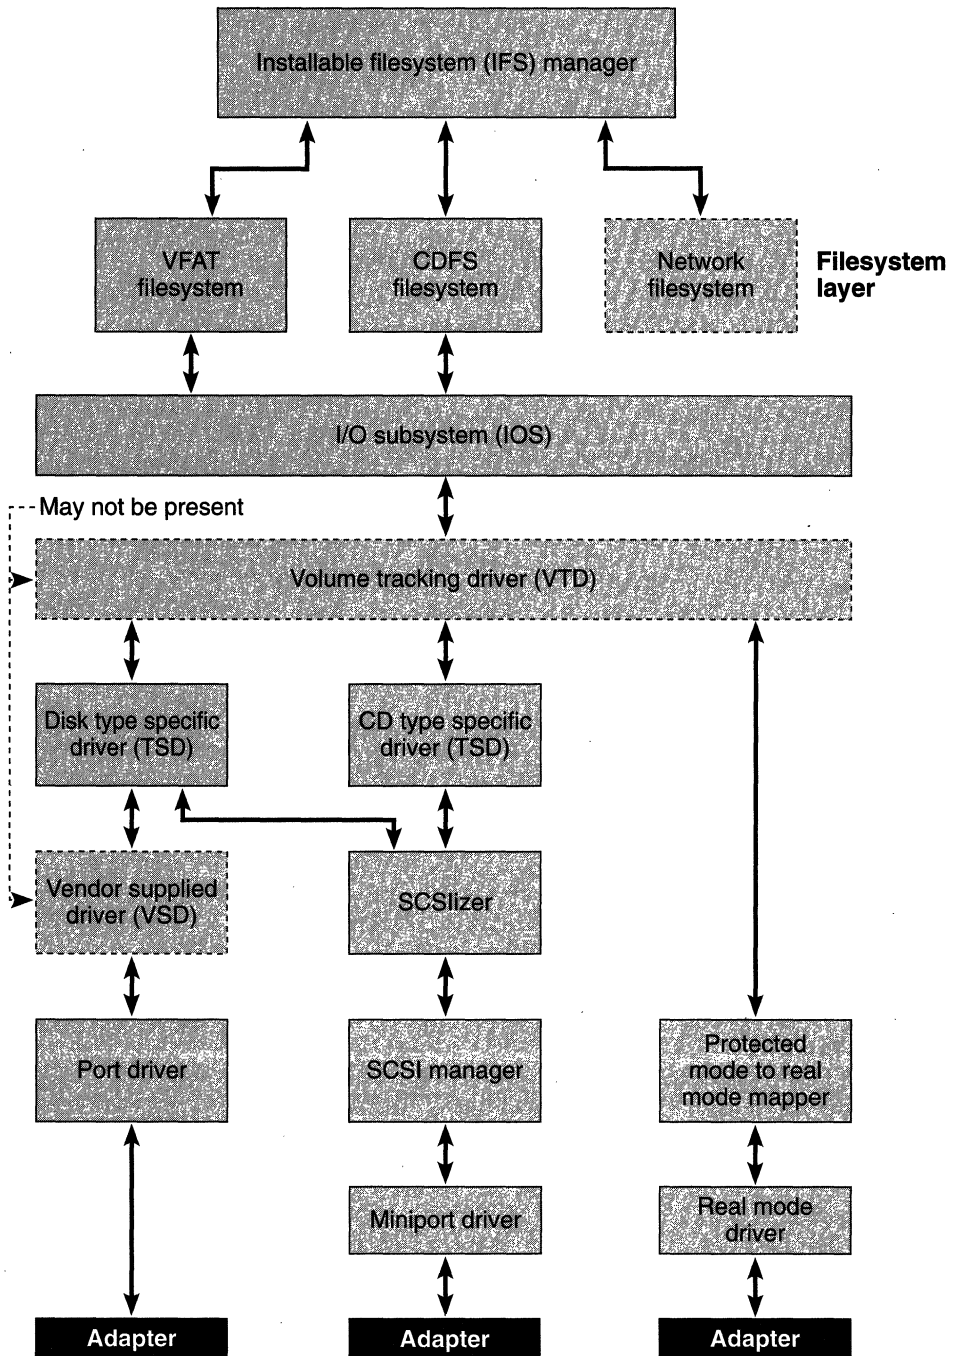 Installable filesystem (IFS) manager
VFAT
filesystem
CDFS
filesystem
Network
filesystem
Filesystem
layer
I/O subsystem (IOS)
May not be present
Volume tracking driver (VTD)
Disk type specific
driver (TSD)
CD type specific
driver (TSD)
Vendor supplied
driver (VSD)
SCSIizer
Port driver
SCSI manager
Protected
mode to real
mode mapper
Miniport driver
Real mode
driver
Adapter
Adapter
Adapter